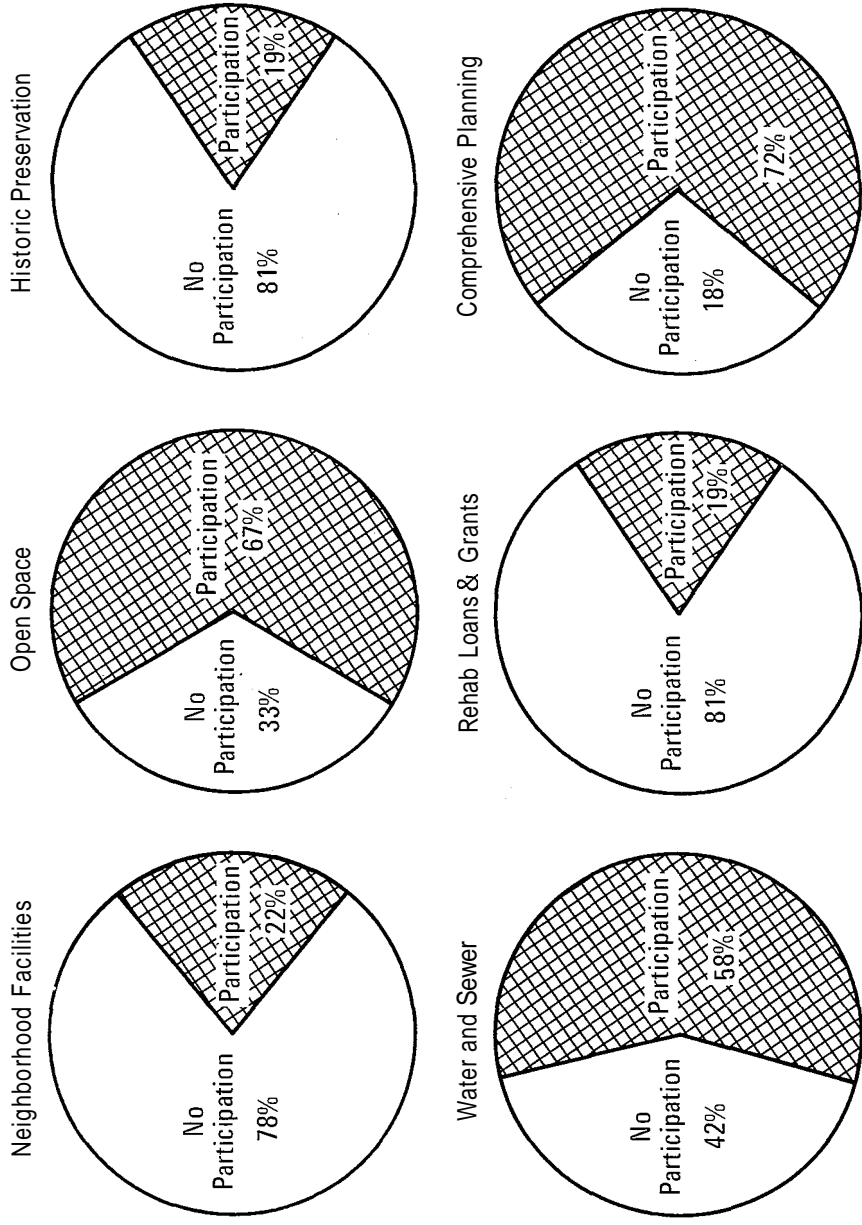 Neighborhood Facilities
No
Participation
78%
Participation
22%
Open Space
No
Participation
33%
Participation
67%
Historic Preservation
No
Participation
81%
Participation
19%
Water and Sewer
No
Participation
42%
Participation
58%
Rehab Loans & Grants
No
Participation
81%
Participation
19%
Comprehensive Planning
No
Participation
18%
Participation
72%